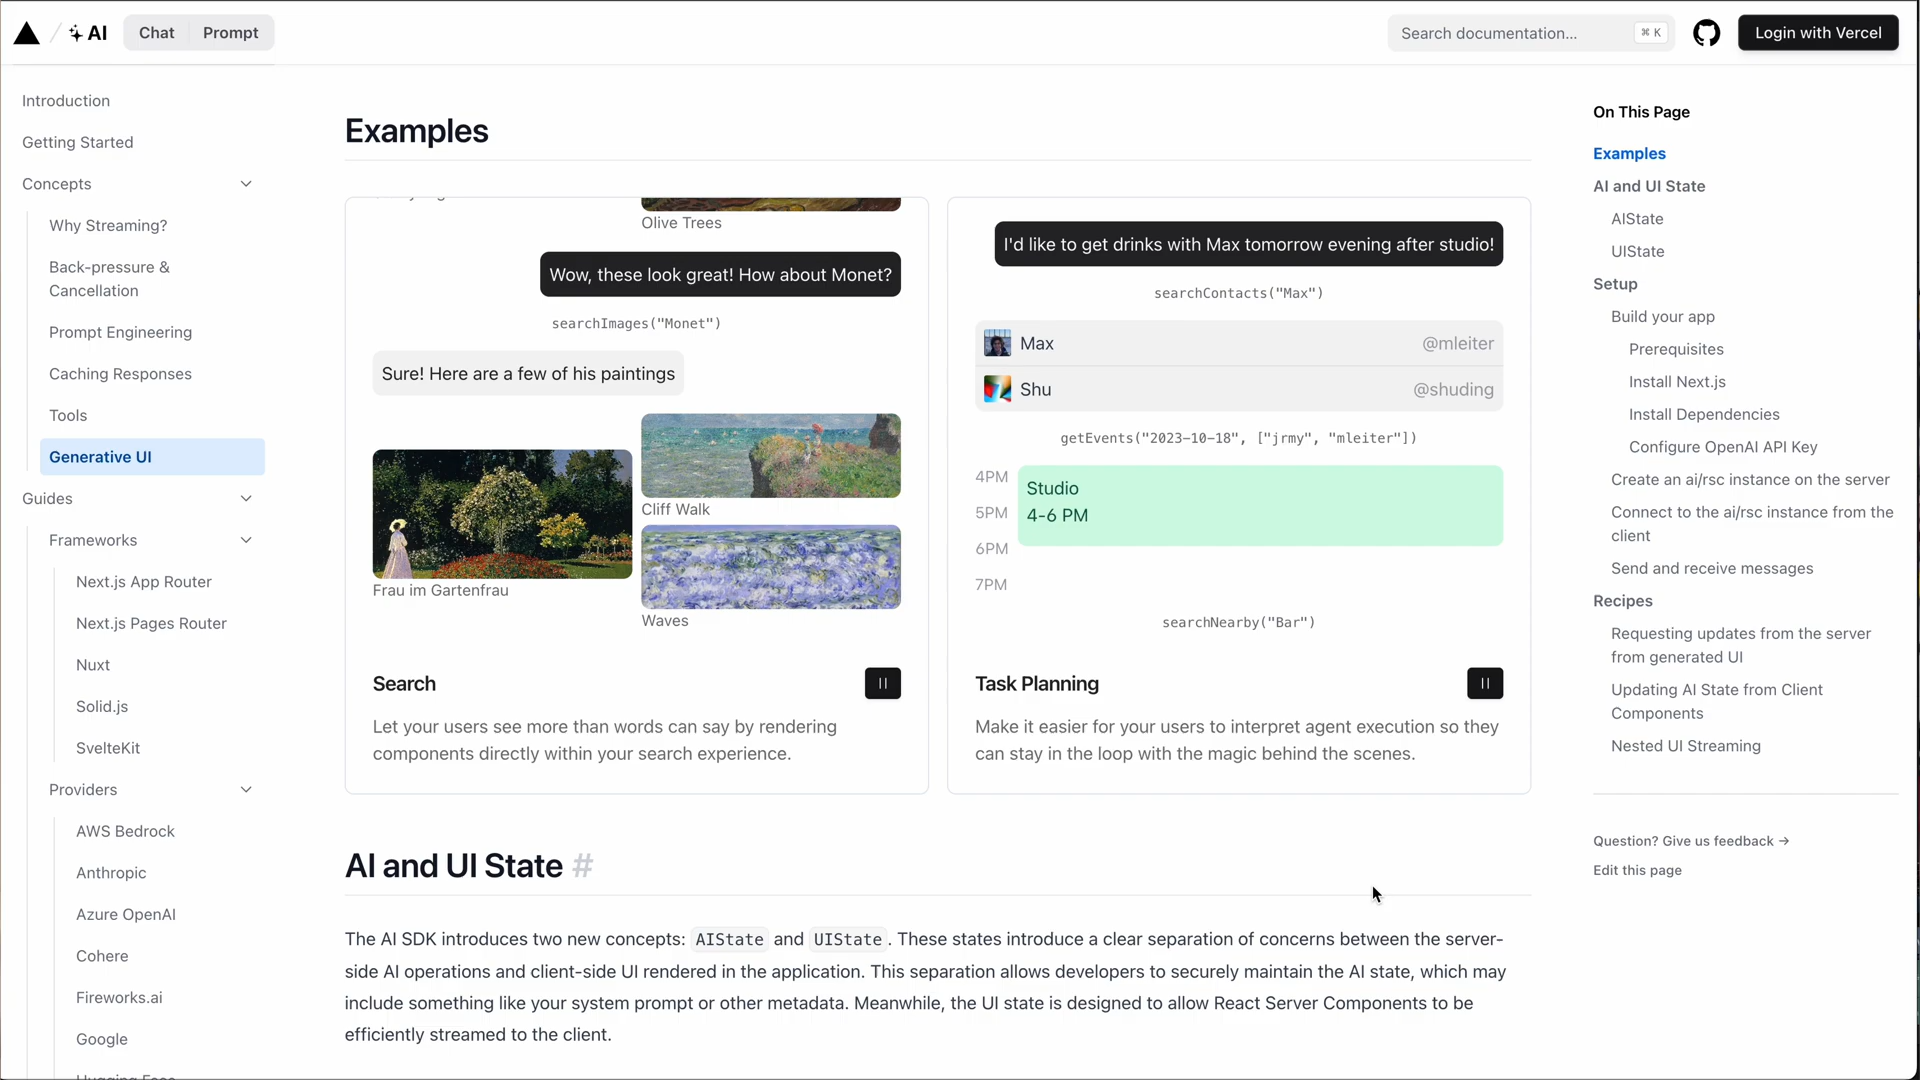 AI
Chat
Prompt
Search documentation...
⌘ K
Login with Vercel
Introduction
Getting Started
Concepts
Why Streaming?
Back-pressure &
Cancellation
Prompt Engineering
Caching Responses
Tools
Generative UI
Guides
Frameworks
Next.js App Router
Next.js Pages Router
Nuxt
Solid.js
SvelteKit
Providers
AWS Bedrock
Anthropic
Azure OpenAI
Cohere
Fireworks.ai
Google
Examples
Olive Trees
Wow, these look great! How about Monet?
searchImages("Monet")
Sure! Here are a few of his paintings
Cliff Walk
Frau im Gartenfrau
Waves
Search
Let your users see more than words can say by rendering
components directly within your search experience.
I'd like to get drinks with Max tomorrow evening after studio!
searchContacts("Max")
Max @mleiter
Shu @shuding
getEvents("2023-10-18", ["jrmy", "mleiter"])
4PM
Studio
5PM
4-6 PM
6PM
7PM
searchNearby("Bar")
Task Planning
Make it easier for your users to interpret agent execution so they
can stay in the loop with the magic behind the scenes.
AI and UI State #
The AI SDK introduces two new concepts: AIState and UIState. These states introduce a clear separation of concerns between the server-
side AI operations and client-side UI rendered in the application. This separation allows developers to securely maintain the AI state, which may
include something like your system prompt or other metadata. Meanwhile, the UI state is designed to allow React Server Components to be
efficiently streamed to the client.
On This Page
Examples
AI and UI State
AIState
UIState
Setup
Build your app
Prerequisites
Install Next.js
Install Dependencies
Configure OpenAI API Key
Create an ai/rsc instance on the server
Connect to the ai/rsc instance from the
client
Send and receive messages
Recipes
Requesting updates from the server
from generated UI
Updating AI State from Client
Components
Nested UI Streaming
Question? Give us feedback →
Edit this page